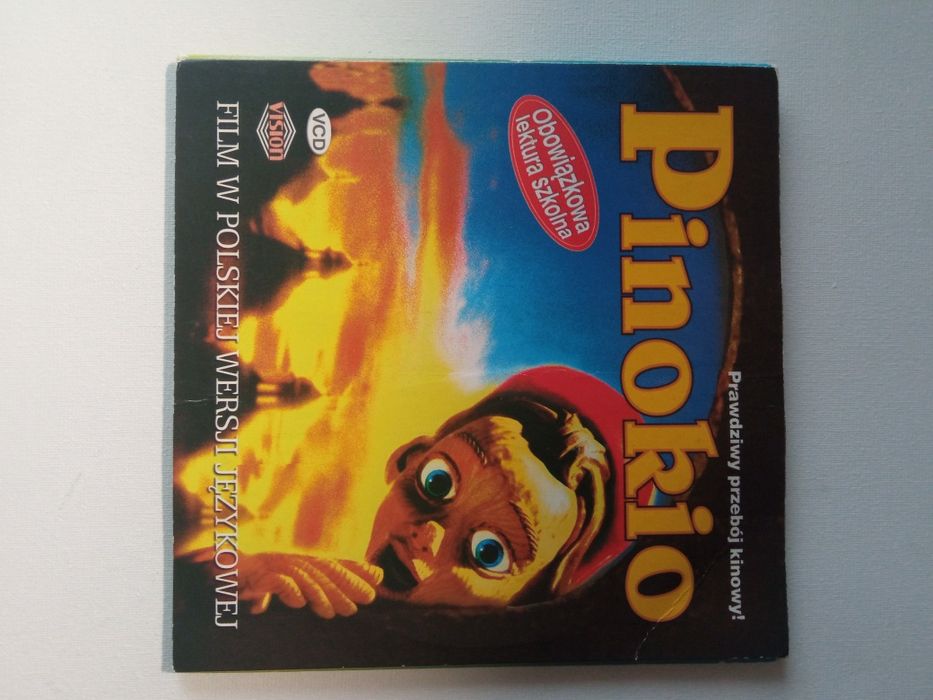 Prawdziwy przebój kinowy!
Pinokio
Obowiązkowa
lektura szkolna
VCD
VISION
FILM W POLSKIEJ WERSJI JĘZYKOWEJ